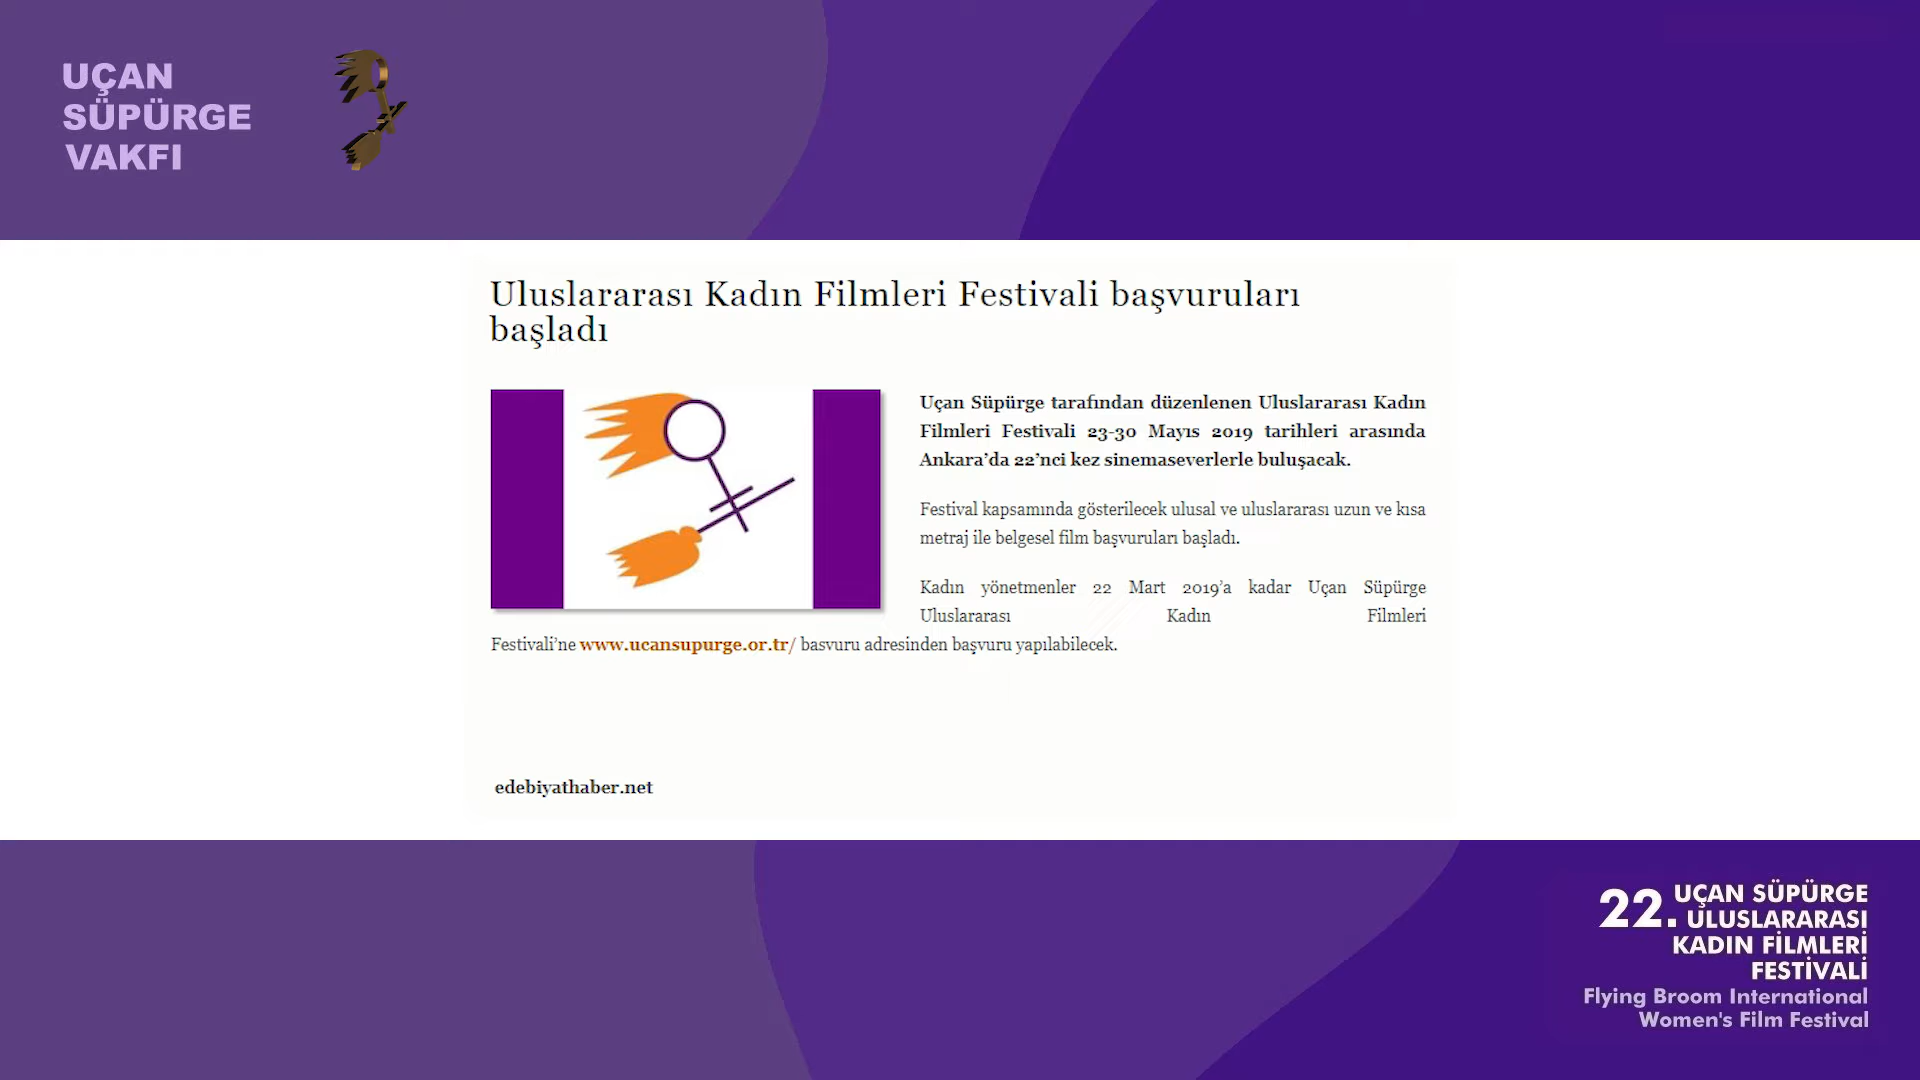 UÇAN
SÜPÜRGE
VAKFI
Uluslararası Kadın Filmleri Festivali başvuruları
başladı
Uçan Süpürge tarafından düzenlenen Uluslararası Kadın
Filmleri Festivali 23-30 Mayıs 2019 tarihleri arasında
Ankara’da 22’nci kez sinemaseverlerle buluşacak.
Festival kapsamında gösterilecek ulusal ve uluslararası uzun ve kısa
metraj ile belgesel film başvuruları başladı.
Kadın yönetmenler 22 Mart 2019’a kadar Uçan Süpürge
Uluslararası Kadın Filmleri
Festivali’ne www.ucansupurge.or.tr/ basvuru adresinden başvuru yapılabilecek.
edebiyathaber.net
22. UÇAN SÜPÜRGE
ULUSLARARASI
KADIN FİLMLERİ
FESTİVALİ
Flying Broom International
Women's Film Festival